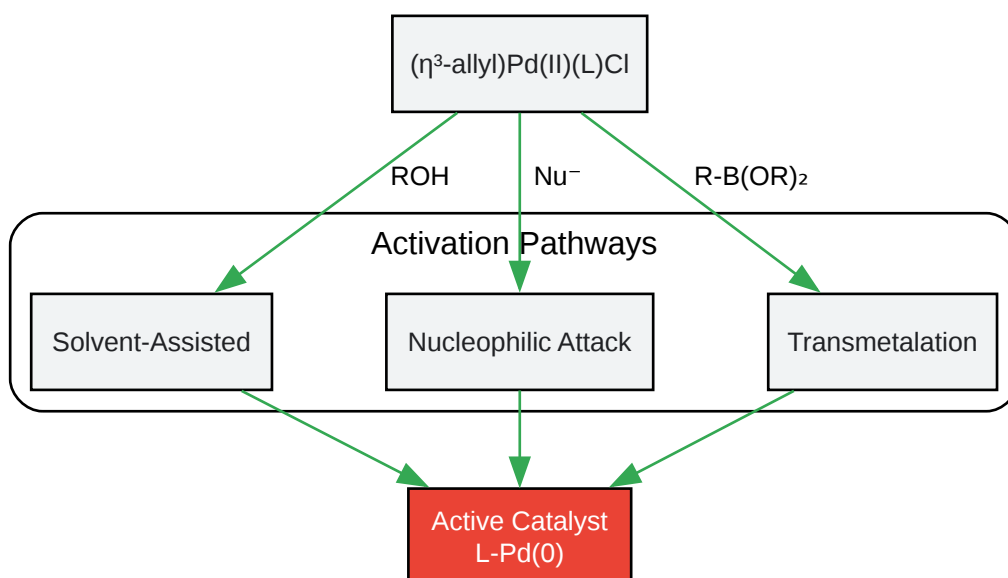 (η³-allyl)Pd(II)(L)Cl
ROH
Nu⁻
R-B(OR)₂
Activation Pathways
Solvent-Assisted
Nucleophilic Attack
Transmetalation
Active Catalyst
L-Pd(0)